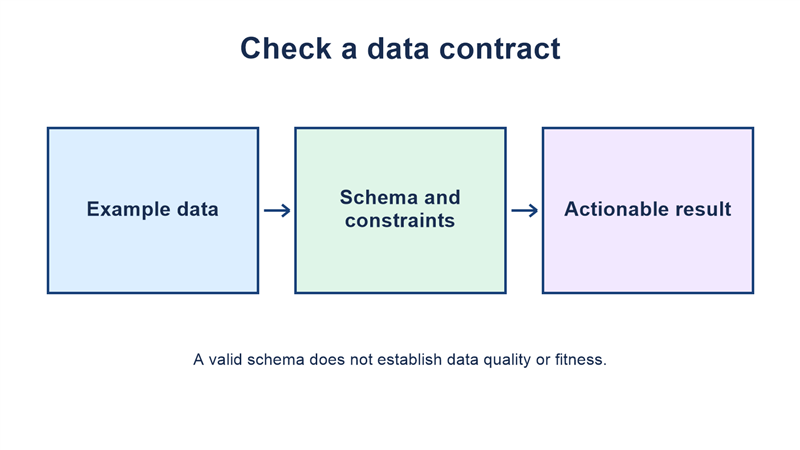 Check a data contract
Example data
Schema and
constraints
Actionable result
A valid schema does not establish data quality or fitness.